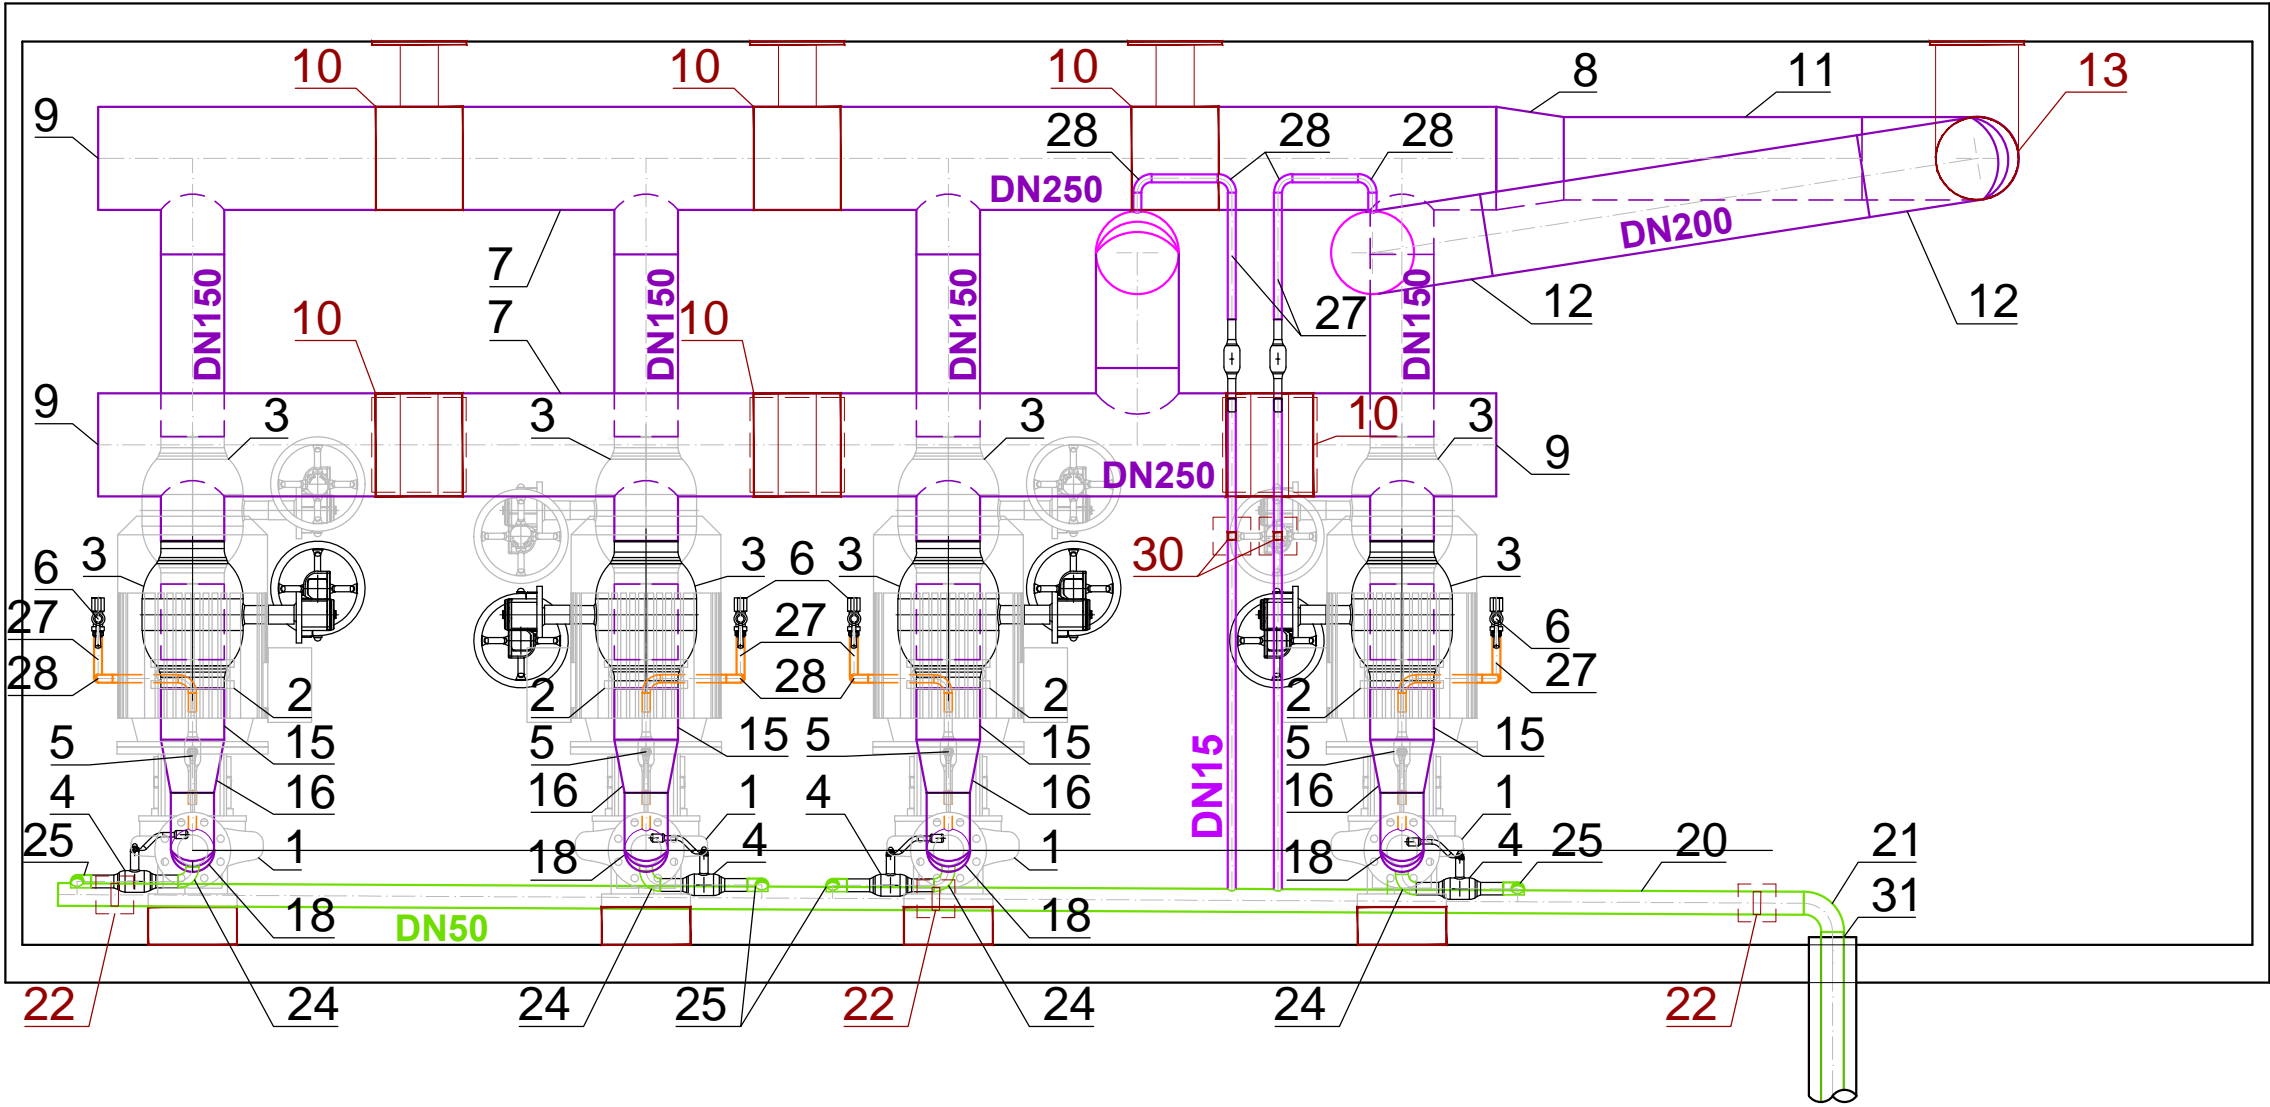 10 10 10 8 11 13
9 28 28 28
DN250 DN200
7 12 12
DN150 DN150 DN150 DN150
10 7 10 27
9 3 3 3 10 3 9
DN250
6 3 3 6 3 30 3
27 27 6
28 2 2 28 2 2 27
5 15 5 15 5 15 5 15
DN15
4 16 16 1 4 16 16 1
25 1 18 4 1 18 4 25 20 21
18 18 31
DN50
22 24 24 25 22 24 24 22